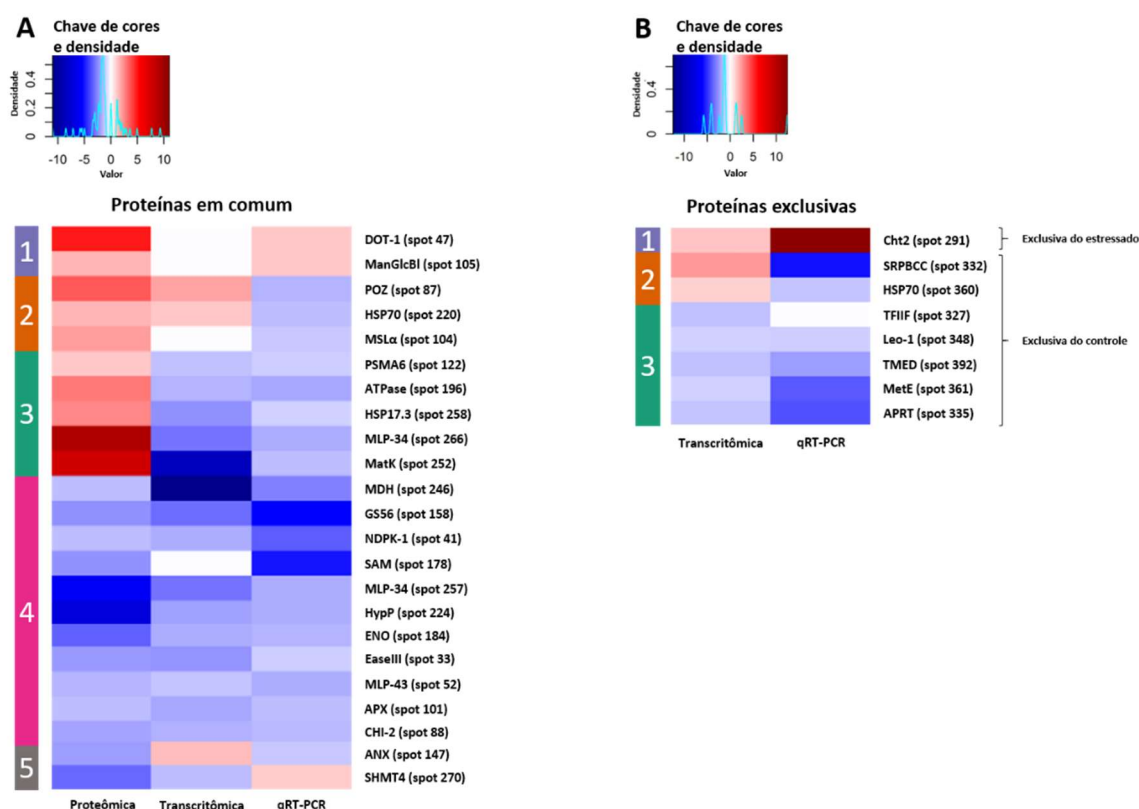 A
Chave de cores
e densidade
Densidade
0 0.2 0.4
-10 -5 0 5 10
Valor
Proteínas em comum
1
2
3
4
5
DOT-1 (spot 47)
ManGlcBl (spot 105)
POZ (spot 87)
HSP70 (spot 220)
MSLα (spot 104)
PSMA6 (spot 122)
ATPase (spot 196)
HSP17.3 (spot 258)
MLP-34 (spot 266)
MatK (spot 252)
MDH (spot 246)
GS56 (spot 158)
NDPK-1 (spot 41)
SAM (spot 178)
MLP-34 (spot 257)
HypP (spot 224)
ENO (spot 184)
EaseIII (spot 33)
MLP-43 (spot 52)
APX (spot 101)
CHI-2 (spot 88)
ANX (spot 147)
SHMT4 (spot 270)
Proteômica Transcritômica qRT-PCR
B
Chave de cores
e densidade
Densidade
0 0.4
-10 -5 0 5 10
Valor
Proteínas exclusivas
1
2
3
Cht2 (spot 291)
SRPBCC (spot 332)
HSP70 (spot 360)
TFIIF (spot 327)
Leo-1 (spot 348)
TMED (spot 392)
MetE (spot 361)
APRT (spot 335)
Exclusiva do estressado
Exclusiva do controle
Transcritômica qRT-PCR